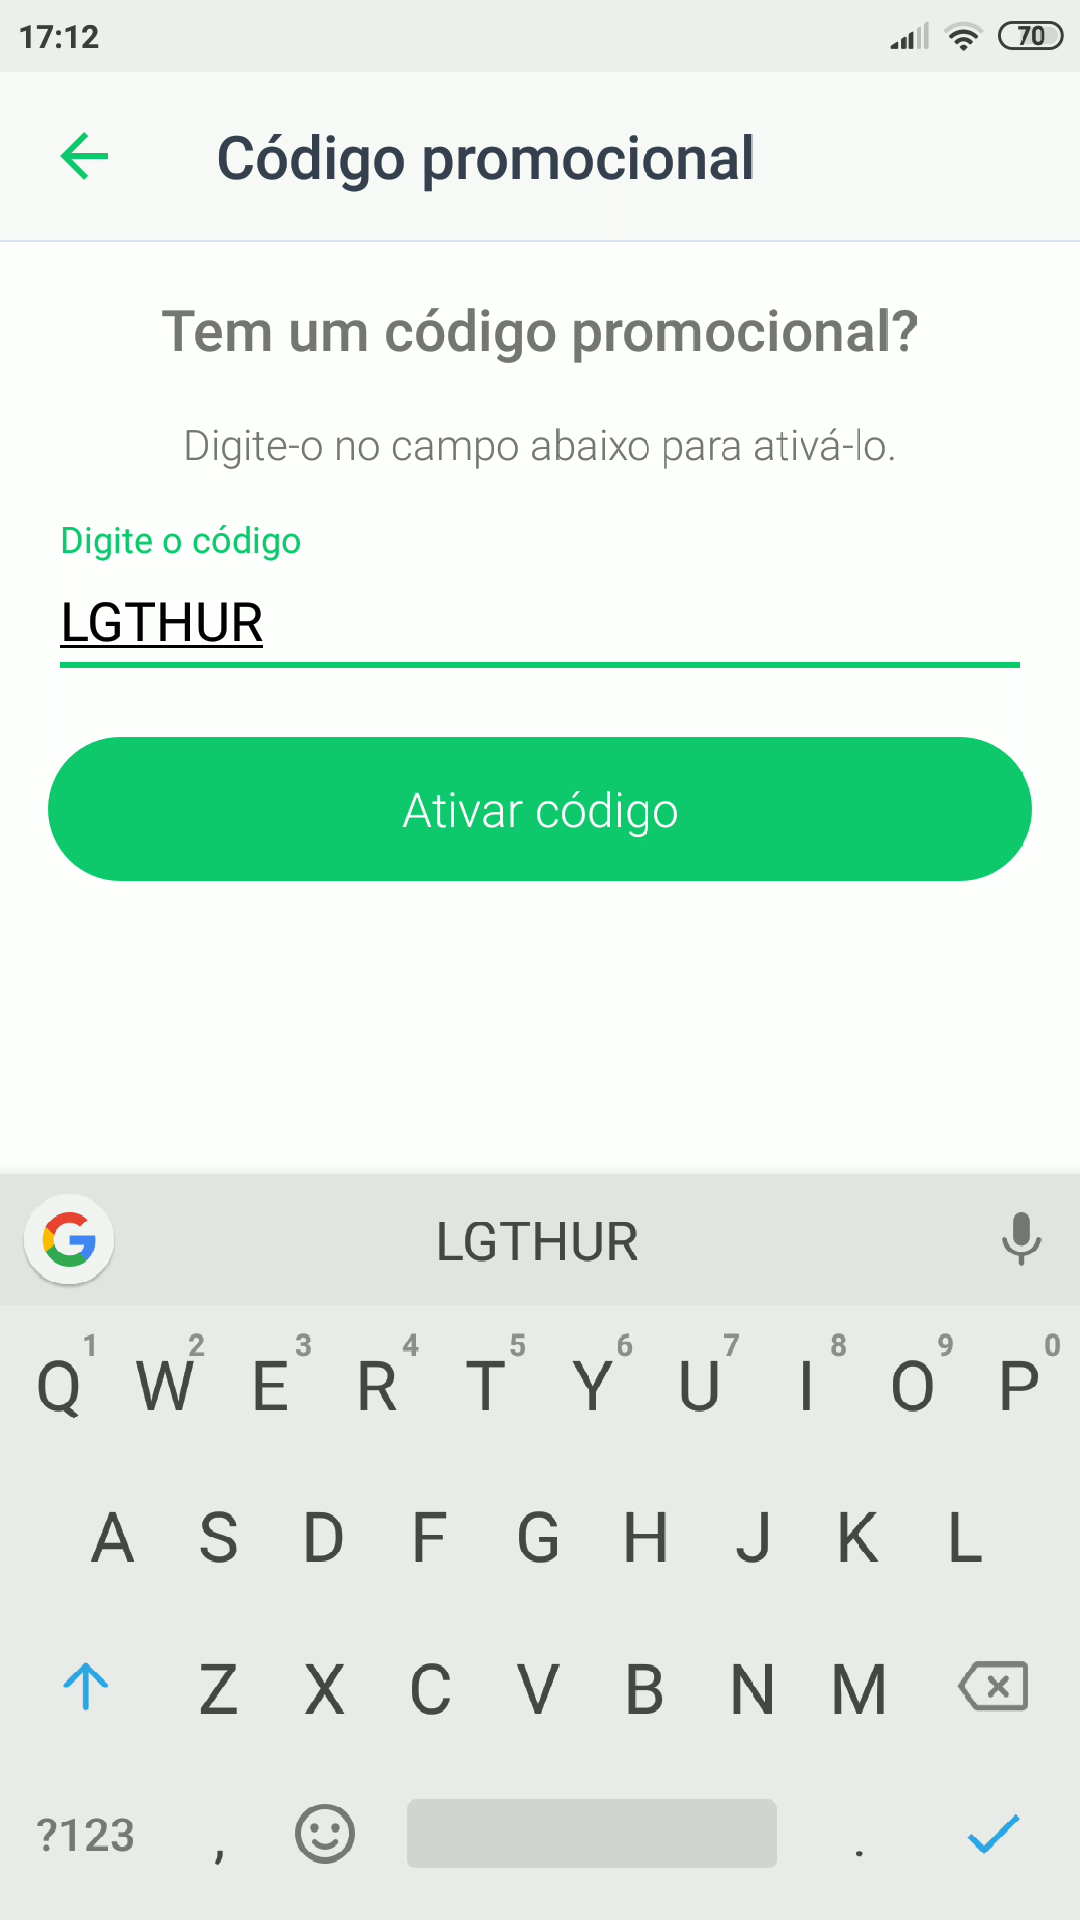 17:12 70
Código promocional
Tem um código promocional?
Digite-o no campo abaixo para ativá-lo.
Digite o código
LGTHUR
Ativar código
LGTHUR
1 2 3 4 5 6 7 8 9 0
Q W E R T Y U I O P
A S D F G H J K L
Z X C V B N M
?123 , .